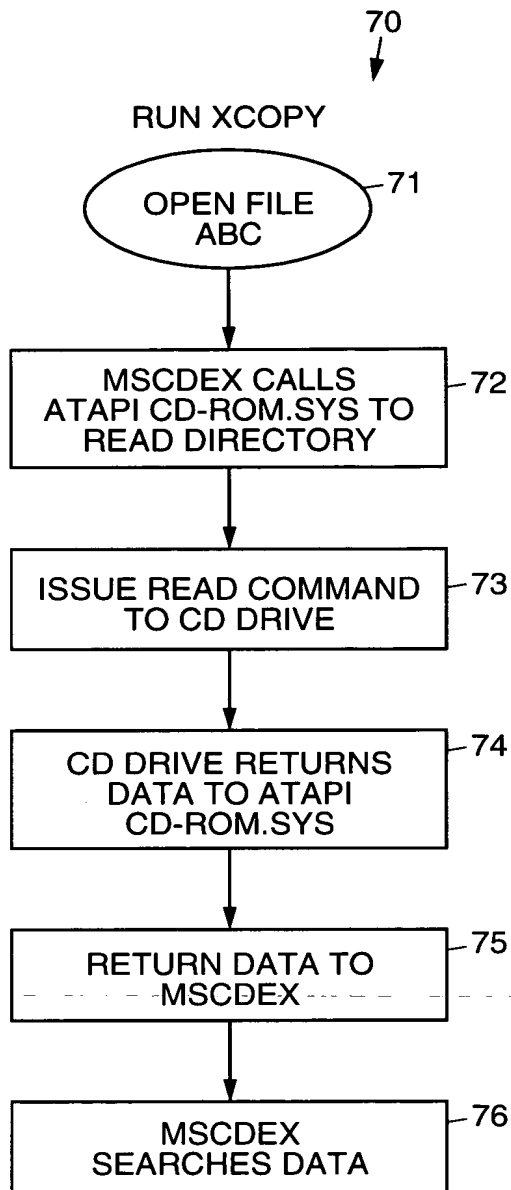 70
RUN XCOPY
OPEN FILE
ABC
71
MSCDEX CALLS
ATAPI CD-ROM.SYS TO
READ DIRECTORY
72
ISSUE READ COMMAND
TO CD DRIVE
73
CD DRIVE RETURNS
DATA TO ATAPI
CD-ROM.SYS
74
RETURN DATA TO
MSCDEX
75
MSCDEX
SEARCHES DATA
76